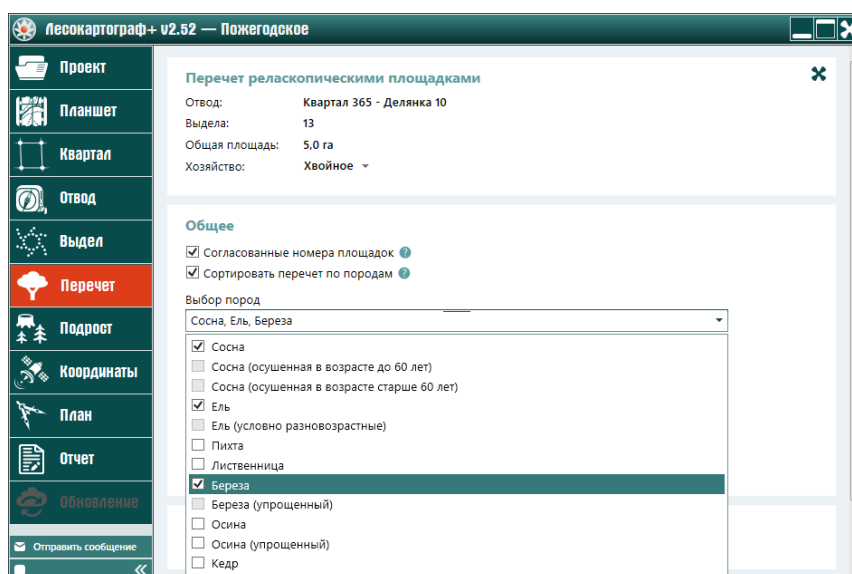 Лесокартограф+ v2.52 — Пожегодское
Проект
Планшет
Квартал
Отвод
Выдел
Перечет
Подрост
Координаты
План
Отчет
Обновление
Отправить сообщение
Перечет реласкопическими площадками
Отвод: Квартал 365 - Делянка 10
Выдела: 13
Общая площадь: 5,0 га
Хозяйство: Хвойное
Общее
Согласованные номера площадок
Сортировать перечет по породам
Выбор пород
Сосна, Ель, Береза
Сосна
Сосна (осушенная в возрасте до 60 лет)
Сосна (осушенная в возрасте старше 60 лет)
Ель
Ель (условно разновозрастные)
Пихта
Лиственница
Береза
Береза (упрощенный)
Осина
Осина (упрощенный)
Кедр